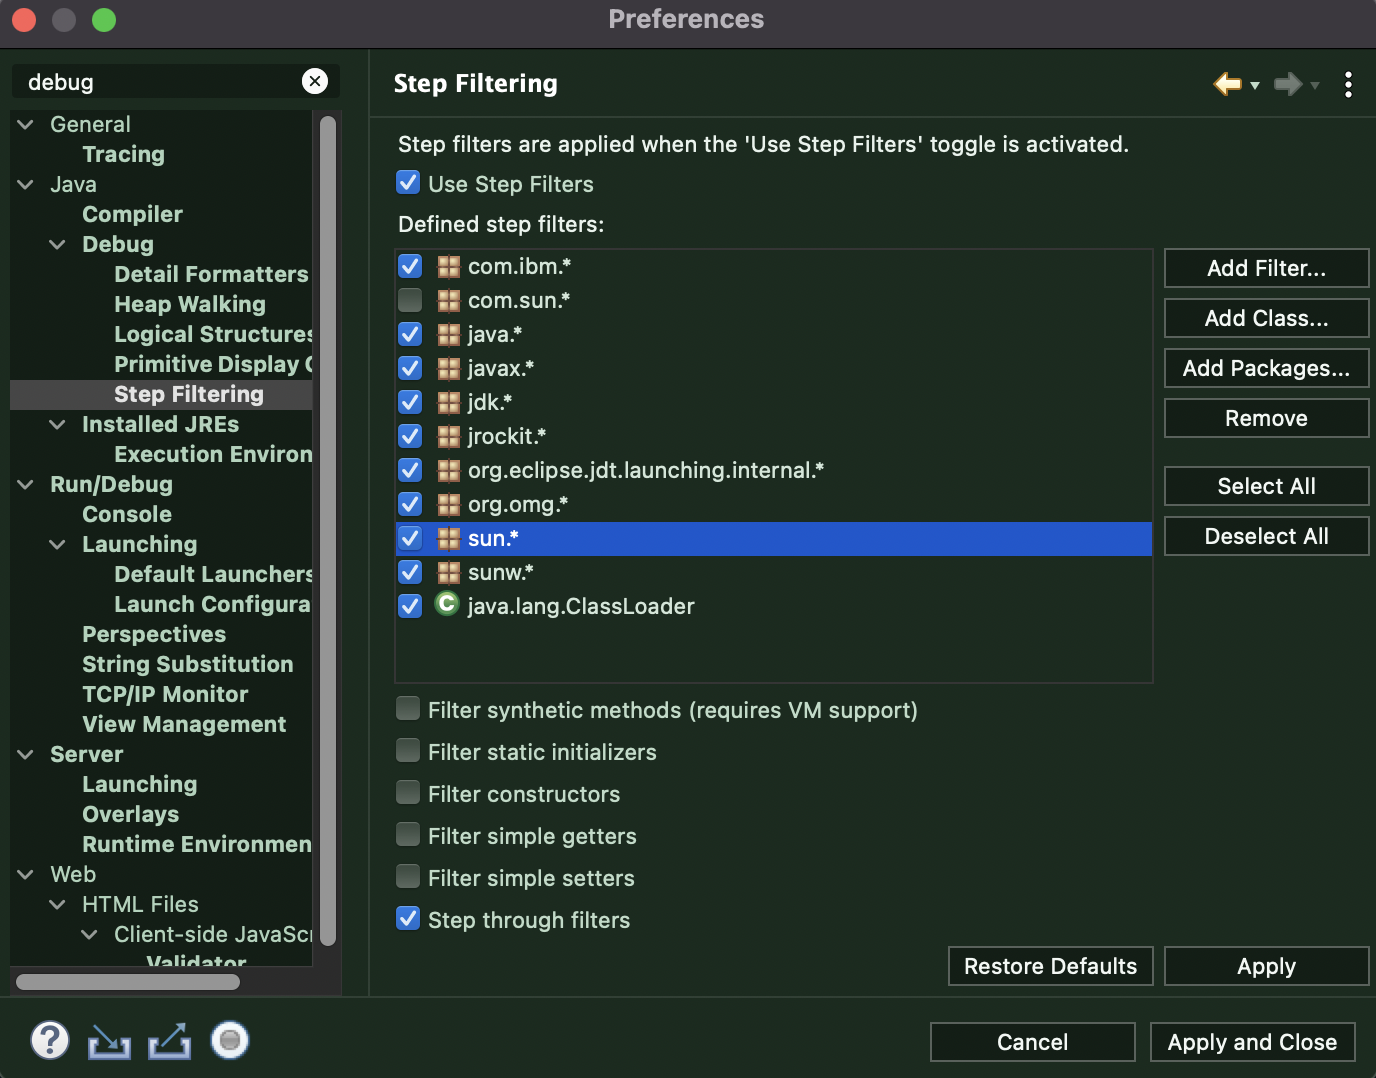 Preferences
debug
General
Tracing
Java
Compiler
Debug
Detail Formatters
Heap Walking
Logical Structures
Primitive Display
Step Filtering
Installed JREs
Execution Environ
Run/Debug
Console
Launching
Default Launchers
Launch Configura
Perspectives
String Substitution
TCP/IP Monitor
View Management
Server
Launching
Overlays
Runtime Environmen
Web
HTML Files
Client-side JavaScr
Validator
Step Filtering
Step filters are applied when the 'Use Step Filters' toggle is activated.
Use Step Filters
Defined step filters:
com.ibm.*
com.sun.*
java.*
javax.*
jdk.*
jrockit.*
org.eclipse.jdt.launching.internal.*
org.omg.*
sun.*
sunw.*
C java.lang.ClassLoader
Add Filter...
Add Class...
Add Packages...
Remove
Select All
Deselect All
Filter synthetic methods (requires VM support)
Filter static initializers
Filter constructors
Filter simple getters
Filter simple setters
Step through filters
Restore Defaults
Apply
?
Cancel
Apply and Close